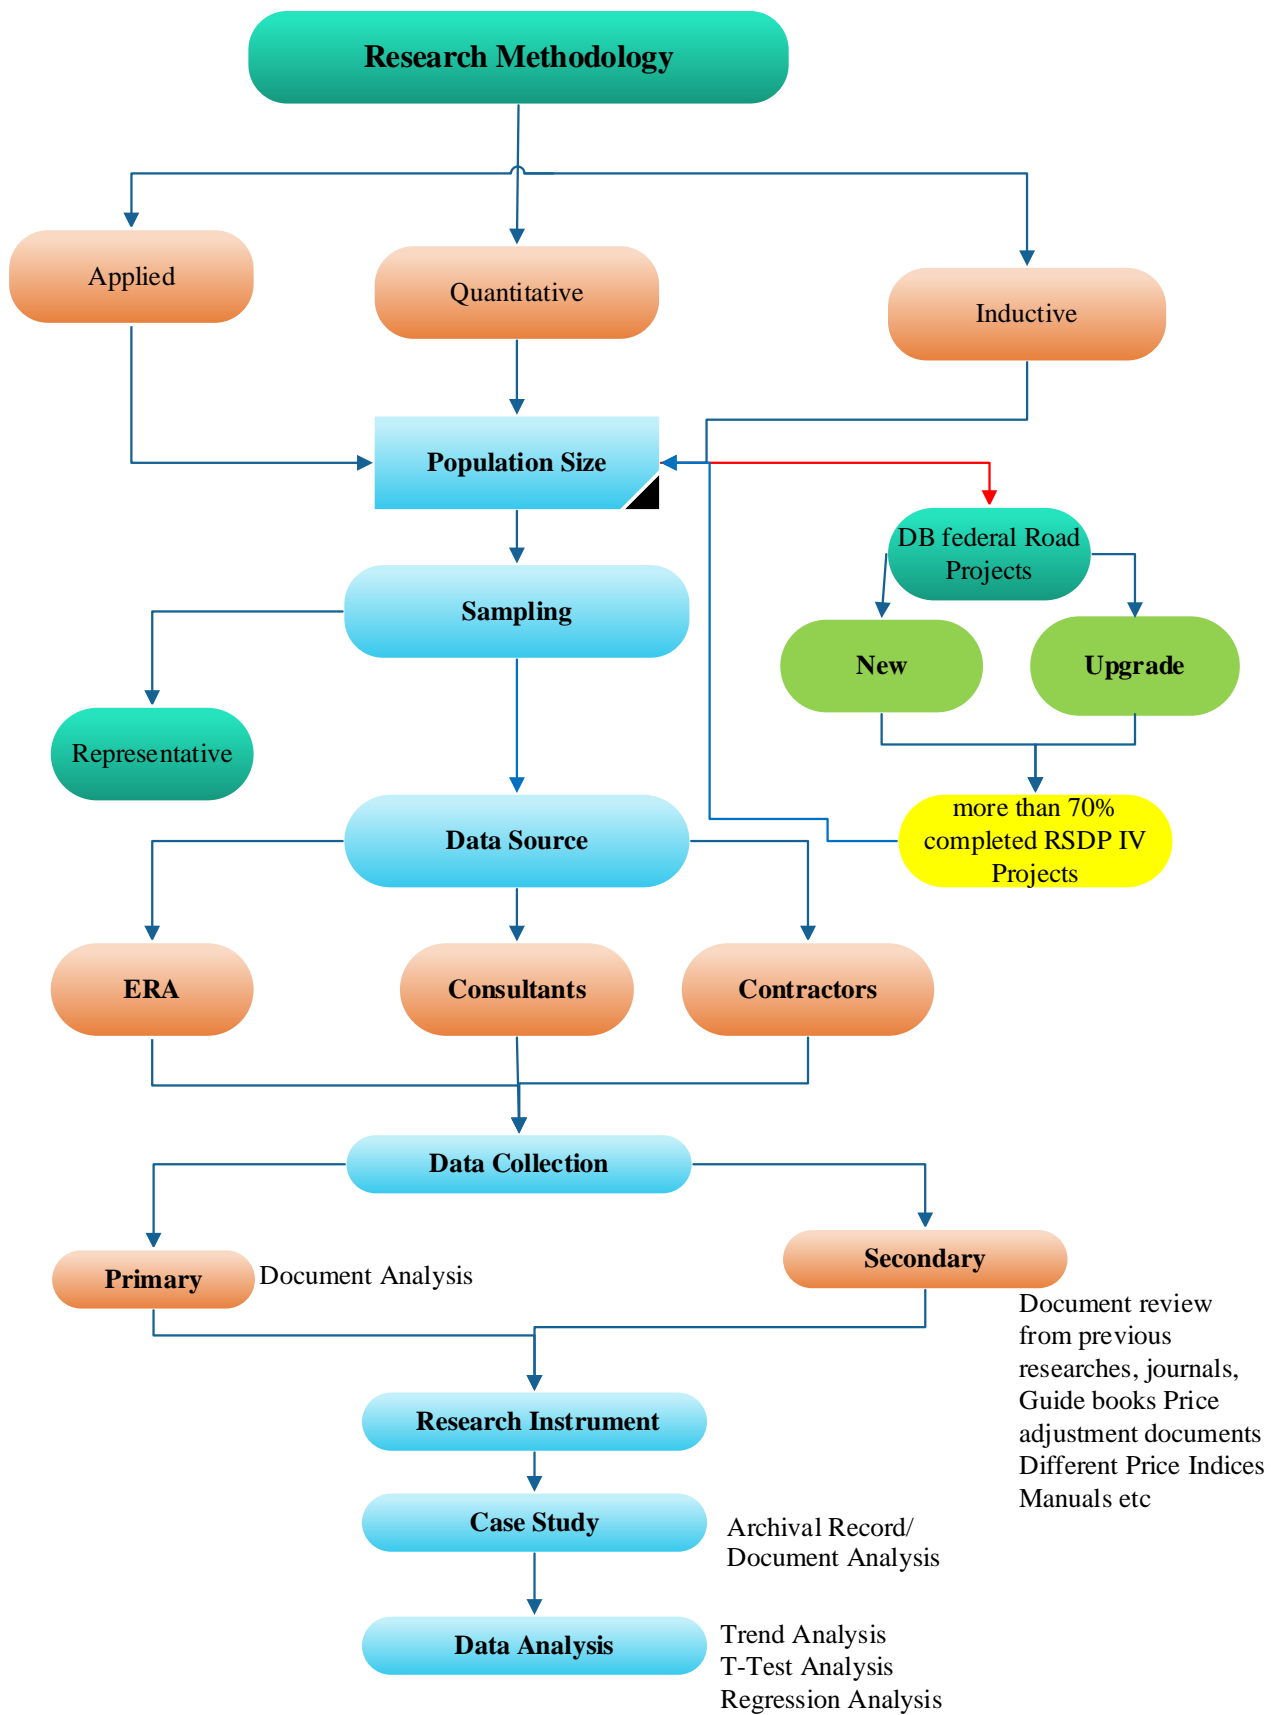 Research Methodology
Applied
Quantitative
Inductive
Population Size
DB federal Road
Projects
Sampling
New
Upgrade
Representative
more than 70%
completed RSDP IV
Projects
Data Source
ERA
Consultants
Contractors
Data Collection
Primary
Document Analysis
Secondary
Document review
from previous
researches, journals,
Guide books Price
adjustment documents
Different Price Indices
Manuals etc
Research Instrument
Case Study
Archival Record/
Document Analysis
Data Analysis
Trend Analysis
T-Test Analysis
Regression Analysis